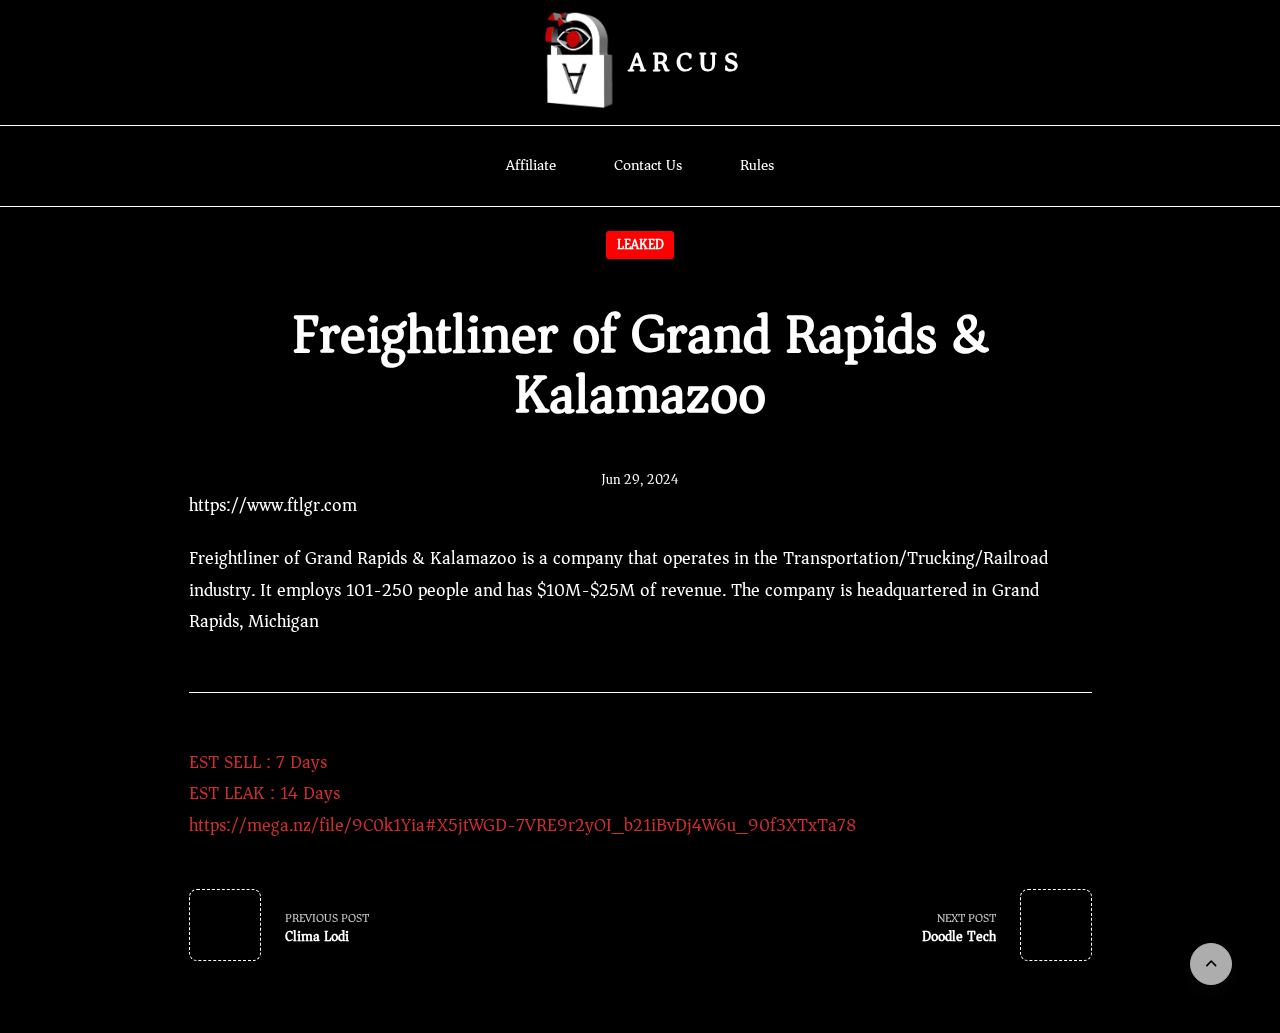 ARCUS
Affiliate
Contact Us
Rules
LEAKED
Freightliner of Grand Rapids &
Kalamazoo
Jun 29, 2024
https://www.ftlgr.com
Freightliner of Grand Rapids & Kalamazoo is a company that operates in the Transportation/Trucking/Railroad
industry. It employs 101-250 people and has $10M-$25M of revenue. The company is headquartered in Grand
Rapids, Michigan
EST SELL : 7 Days
EST LEAK : 14 Days
https://mega.nz/file/9C0k1Yia#X5jtWGD-7VRE9r2yOI_b21iBvDj4W6u_90f3XTxTa78
PREVIOUS POST
Clima Lodi
NEXT POST
Doodle Tech